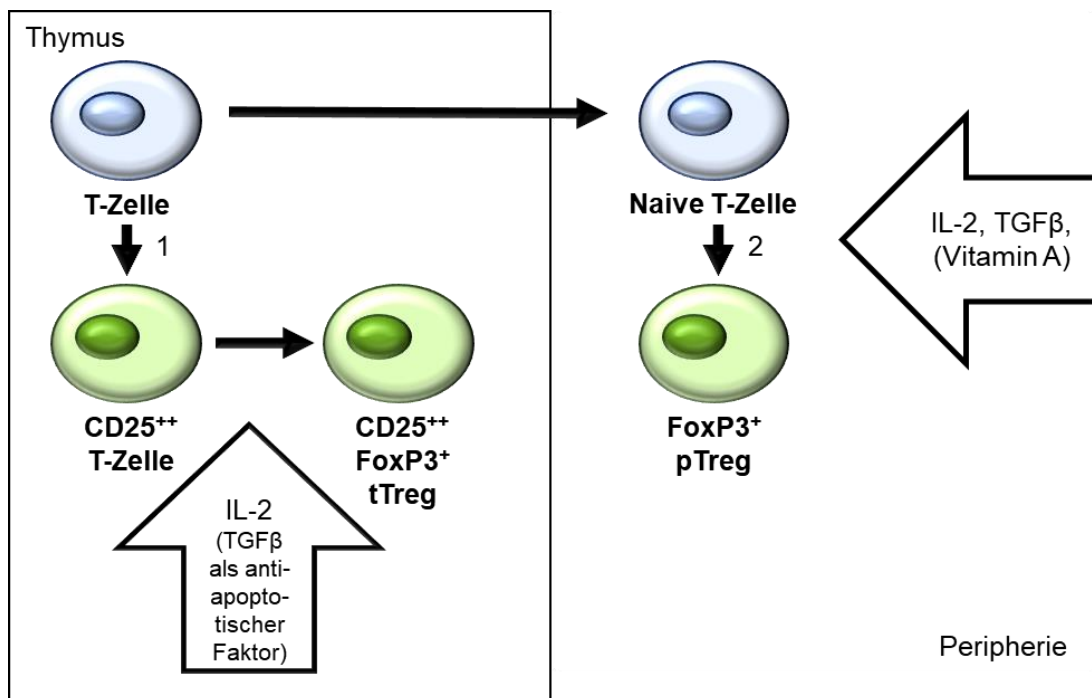 Thymus
T-Zelle
Naive T-Zelle
1
2
IL-2, TGFβ,
(Vitamin A)
CD25⁺⁺
T-Zelle
CD25⁺⁺
FoxP3⁺
tTreg
FoxP3⁺
pTreg
IL-2
(TGFβ
als anti-
apopto-
tischer
Faktor)
Peripherie